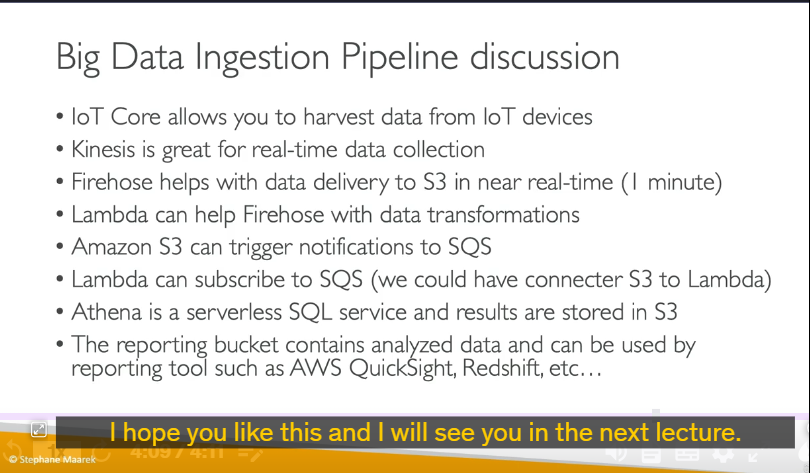 Big Data Ingestion Pipeline discussion
• IoT Core allows you to harvest data from IoT devices
• Kinesis is great for real-time data collection
• Firehose helps with data delivery to S3 in near real-time (1 minute)
• Lambda can help Firehose with data transformations
• Amazon S3 can trigger notifications to SQS
• Lambda can subscribe to SQS (we could have connecter S3 to Lambda)
• Athena is a serverless SQL service and results are stored in S3
• The reporting bucket contains analyzed data and can be used by
reporting tool such as AWS QuickSight, Redshift, etc…
I hope you like this and I will see you in the next lecture.
4:09 / 4:11
© Stephane Maarek